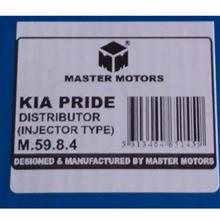 MASTER MOTORS
KIA PRIDE
DISTRIBUTOR
(INJECTOR TYPE)
M.59.8.4
DESIGNED & MANUFACTURED BY MASTER MOTORS